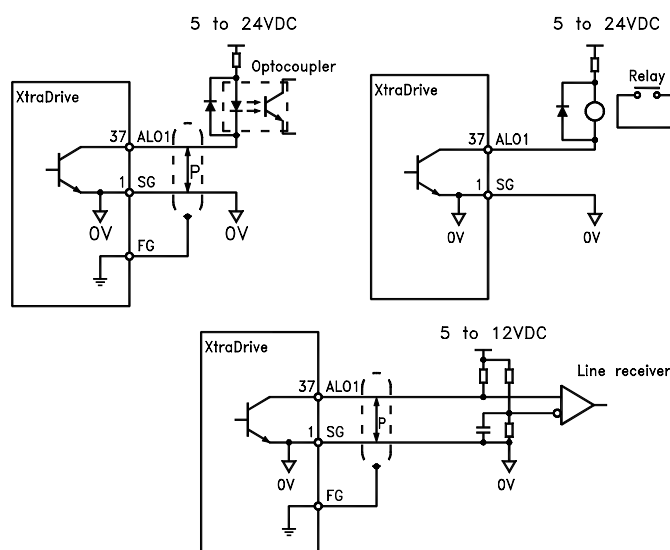 5 to 24VDC
Optocoupler
XtraDrive
37 ALO1
P
1 SG
0V
0V
FG
5 to 24VDC
Relay
XtraDrive
37 ALO1
1 SG
0V
0V
5 to 12VDC
XtraDrive
Line receiver
37 ALO1
P
1 SG
0V
0V
FG